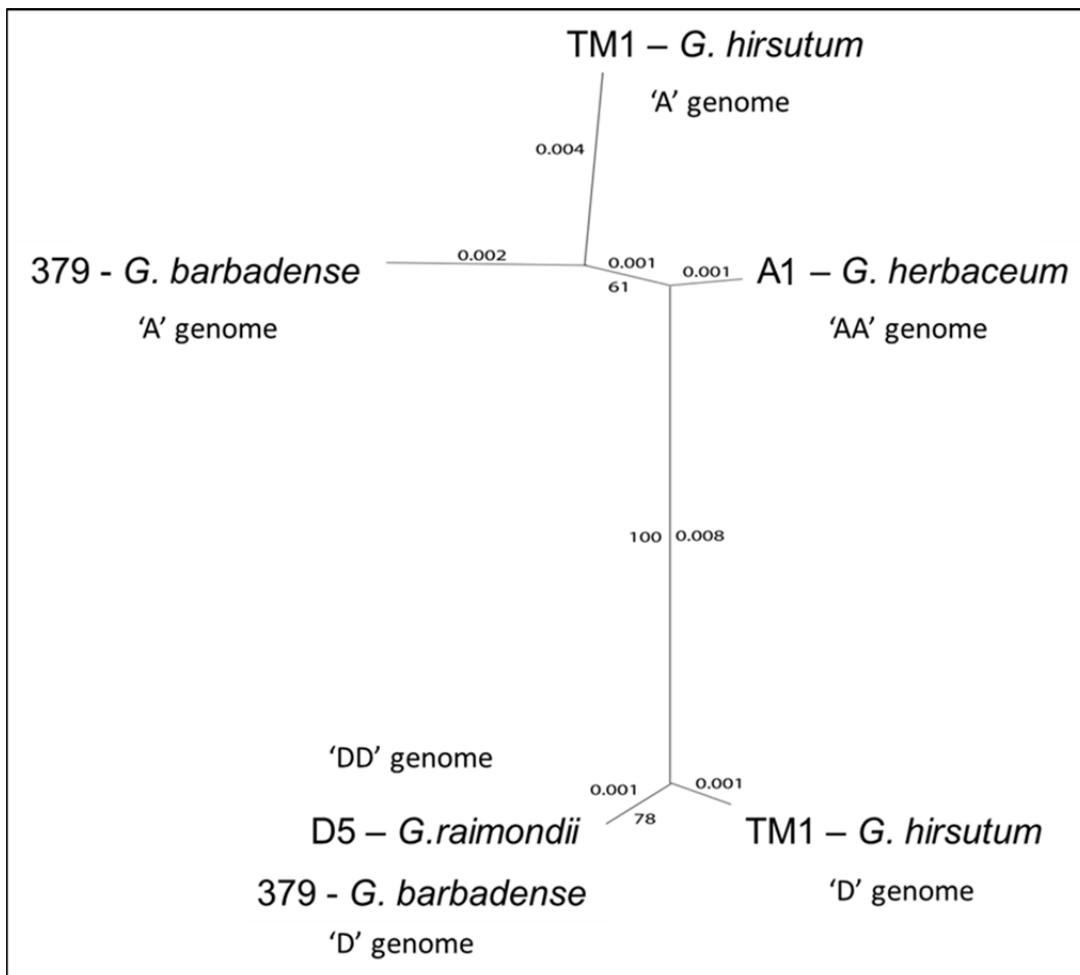 TM1 – G. hirsutum
‘A’ genome
0.004
379 - G. barbadense
‘A’ genome
0.002
0.001
61
0.001
A1 – G. herbaceum
‘AA’ genome
100
0.008
‘DD’ genome
0.001
78
0.001
D5 – G.raimondii
379 - G. barbadense
‘D’ genome
TM1 – G. hirsutum
‘D’ genome